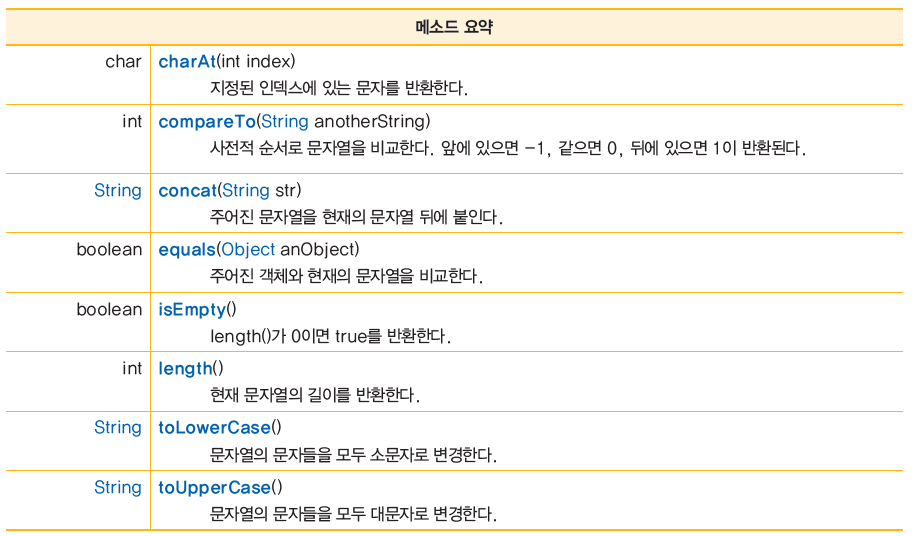 메소드 요약
char charAt(int index)
지정된 인덱스에 있는 문자를 반환한다.
int compareTo(String anotherString)
사전적 순서로 문자열을 비교한다. 앞에 있으면 -1, 같으면 0, 뒤에 있으면 1이 반환된다.
String concat(String str)
주어진 문자열을 현재의 문자열 뒤에 붙인다.
boolean equals(Object anObject)
주어진 객체와 현재의 문자열을 비교한다.
boolean isEmpty()
length()가 0이면 true를 반환한다.
int length()
현재 문자열의 길이를 반환한다.
String toLowerCase()
문자열의 문자들을 모두 소문자로 변경한다.
String toUpperCase()
문자열의 문자들을 모두 대문자로 변경한다.